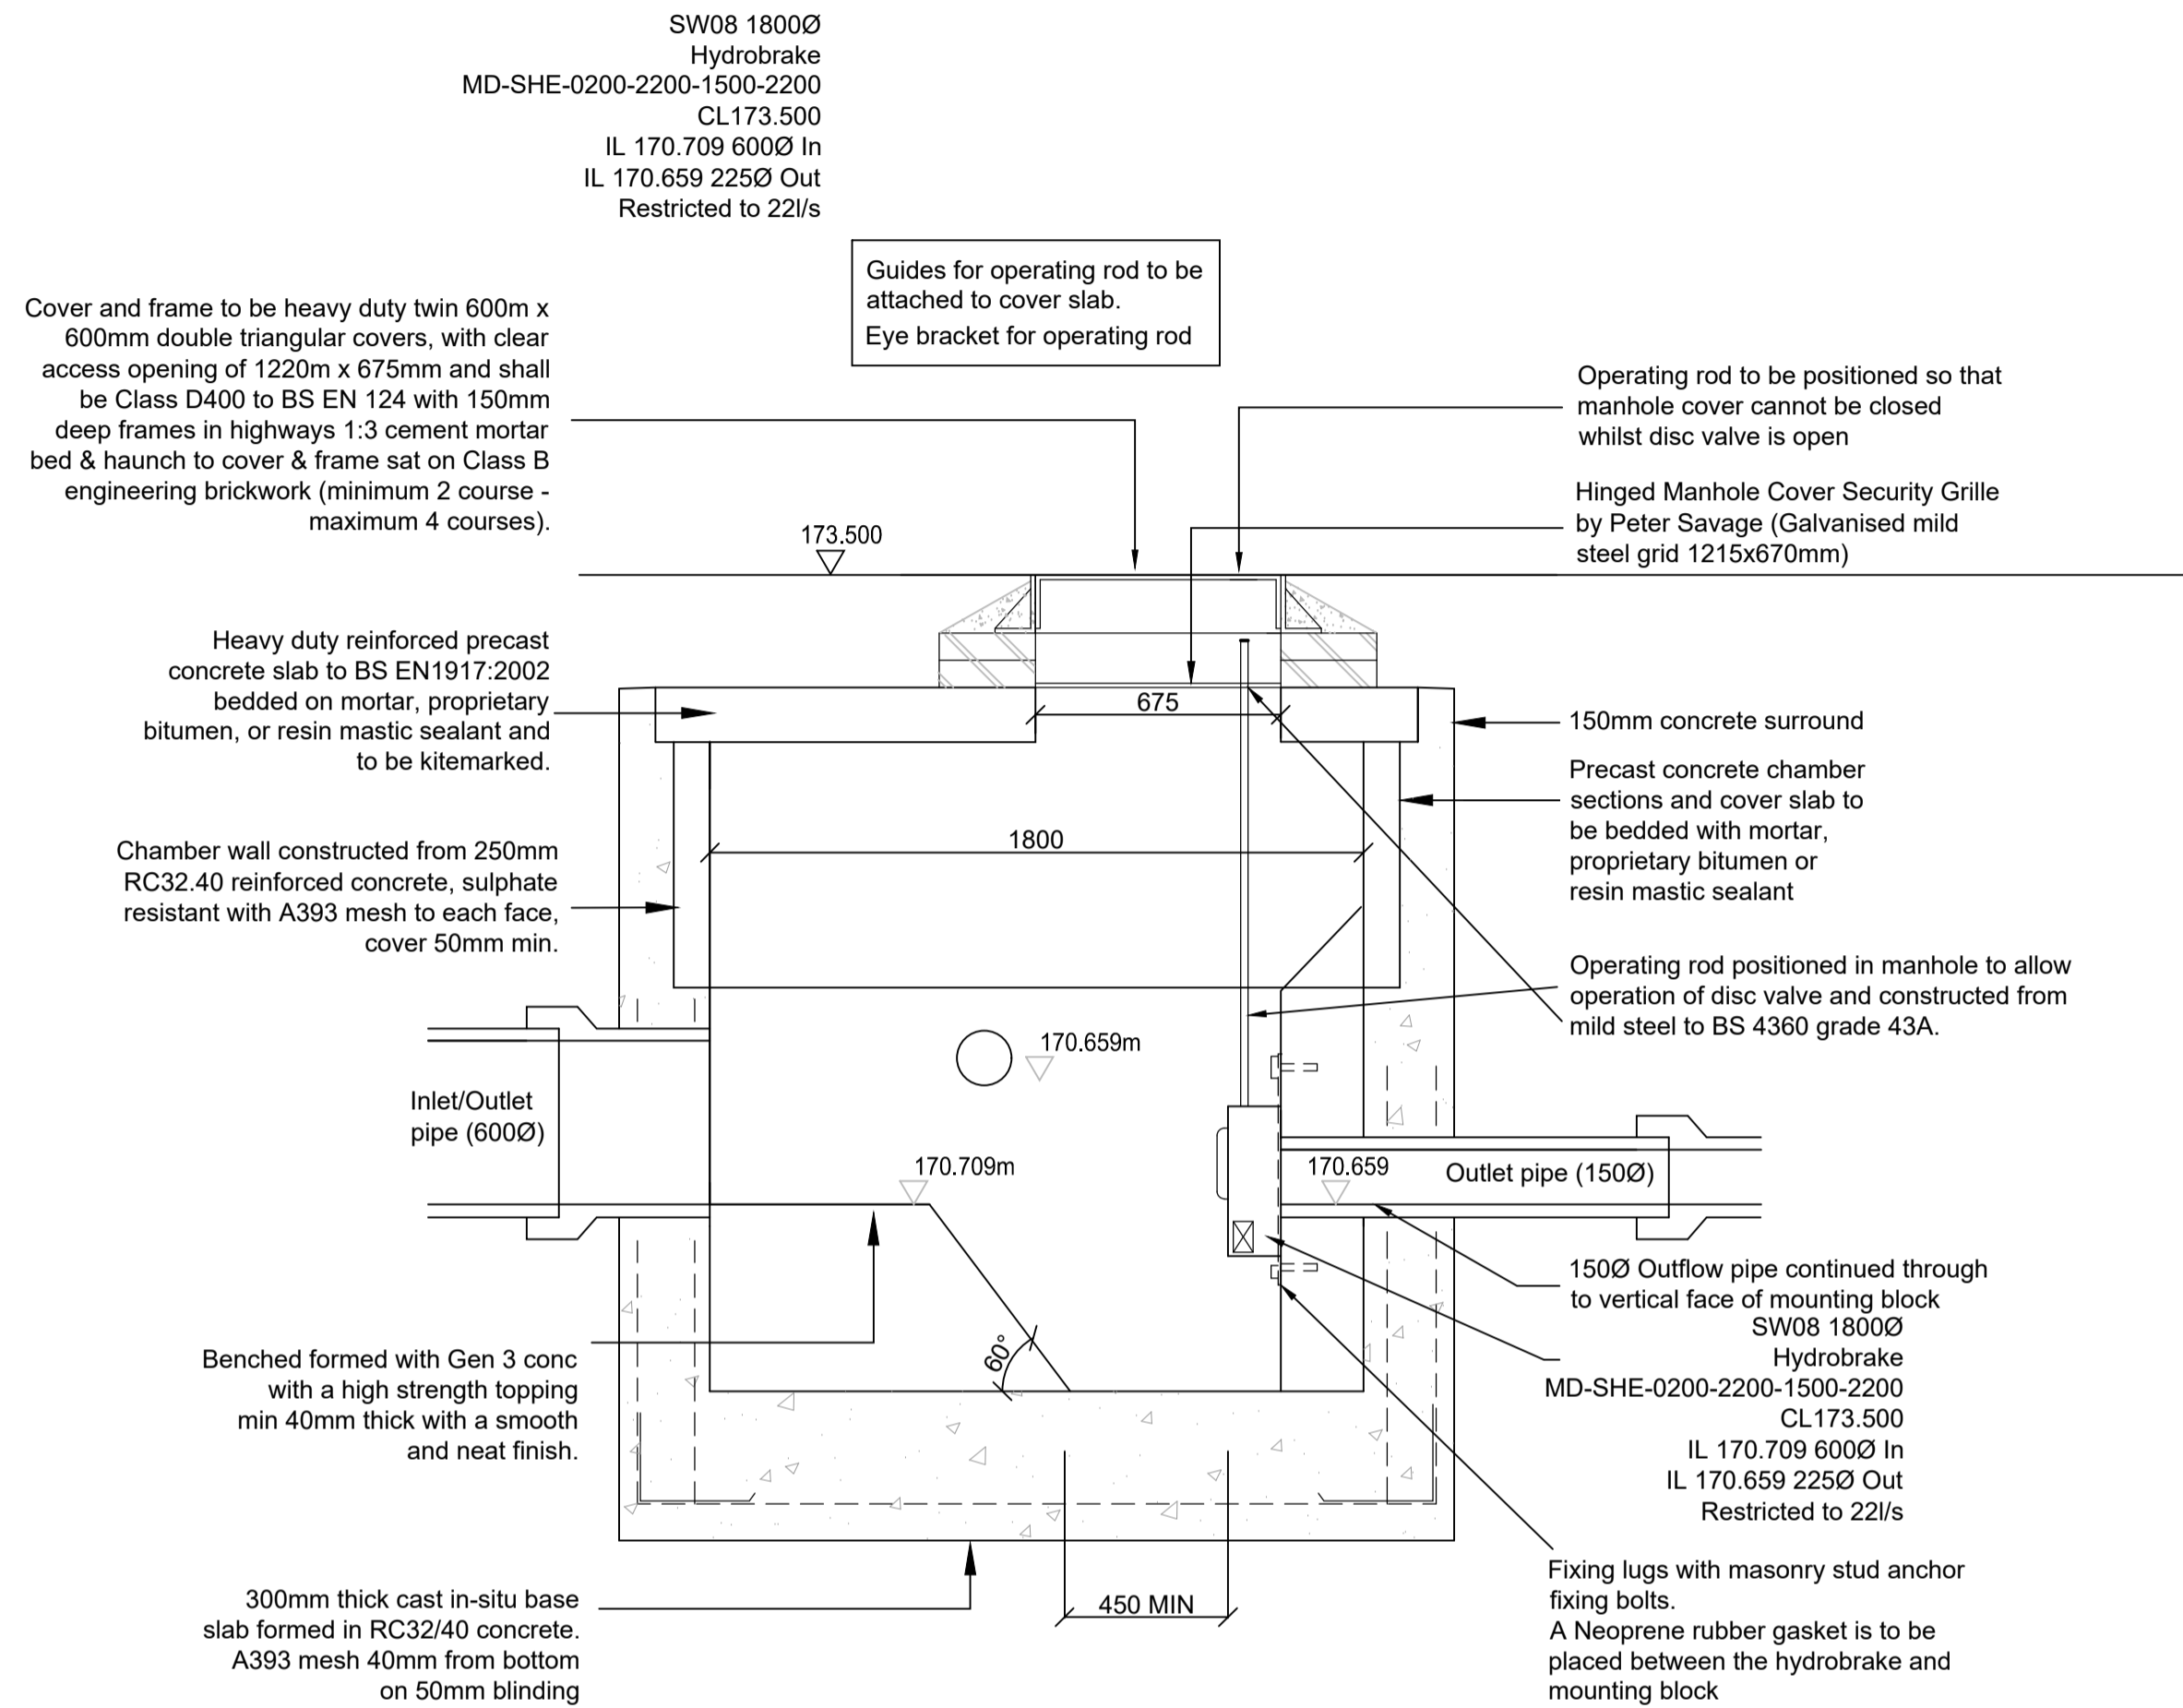 SW08 1800Ø
Hydrobrake
MD-SHE-0200-2200-1500-2200
CL173.500
IL 170.709 600Ø In
IL 170.659 225Ø Out
Restricted to 22l/s
Guides for operating rod to be
attached to cover slab.
Eye bracket for operating rod
Cover and frame to be heavy duty twin 600m x
600mm double triangular covers, with clear
access opening of 1220m x 675mm and shall
be Class D400 to BS EN 124 with 150mm
deep frames in highways 1:3 cement mortar
bed & haunch to cover & frame sat on Class B
engineering brickwork (minimum 2 course -
maximum 4 courses).
Operating rod to be positioned so that
manhole cover cannot be closed
whilst disc valve is open
Hinged Manhole Cover Security Grille
by Peter Savage (Galvanised mild
steel grid 1215x670mm)
173.500
Heavy duty reinforced precast
concrete slab to BS EN1917:2002
bedded on mortar, proprietary
bitumen, or resin mastic sealant and
to be kitemarked.
675
150mm concrete surround
Precast concrete chamber
sections and cover slab to
be bedded with mortar,
proprietary bitumen or
resin mastic sealant
1800
Chamber wall constructed from 250mm
RC32.40 reinforced concrete, sulphate
resistant with A393 mesh to each face,
cover 50mm min.
Operating rod positioned in manhole to allow
operation of disc valve and constructed from
mild steel to BS 4360 grade 43A.
170.659m
Inlet/Outlet
pipe (600Ø)
170.709m
170.659
Outlet pipe (150Ø)
150Ø Outflow pipe continued through
to vertical face of mounting block
SW08 1800Ø
Hydrobrake
MD-SHE-0200-2200-1500-2200
CL173.500
IL 170.709 600Ø In
IL 170.659 225Ø Out
Restricted to 22l/s
60°
Benched formed with Gen 3 conc
with a high strength topping
min 40mm thick with a smooth
and neat finish.
300mm thick cast in-situ base
slab formed in RC32/40 concrete.
A393 mesh 40mm from bottom
on 50mm blinding
450 MIN
Fixing lugs with masonry stud anchor
fixing bolts.
A Neoprene rubber gasket is to be
placed between the hydrobrake and
mounting block